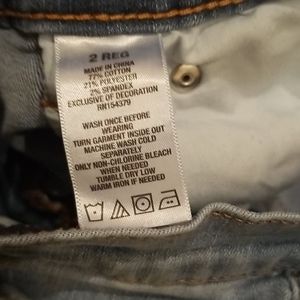 2 REG
MADE IN CHINA
77% COTTON
21% POLYESTER
2% SPANDEX
EXCLUSIVE OF DECORATION
RN154379
WASH ONCE BEFORE
WEARING
TURN GARMENT INSIDE OUT
MACHINE WASH COLD
SEPARATELY
ONLY NON-CHLORINE BLEACH
WHEN NEEDED
TUMBLE DRY LOW
WARM IRON IF NEEDED